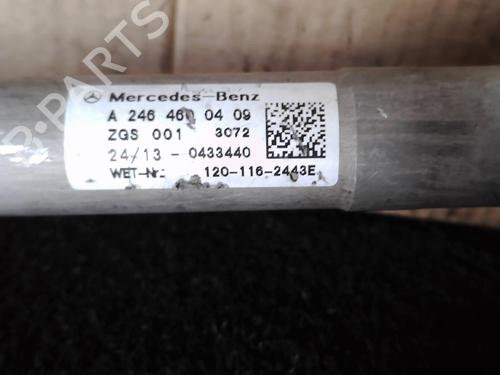 B-PARTS
Mercedes-Benz
A 246 460 04 09
ZGS 001 3072
24/13 - 0433440
WET-Nr.: 120-116-2443E